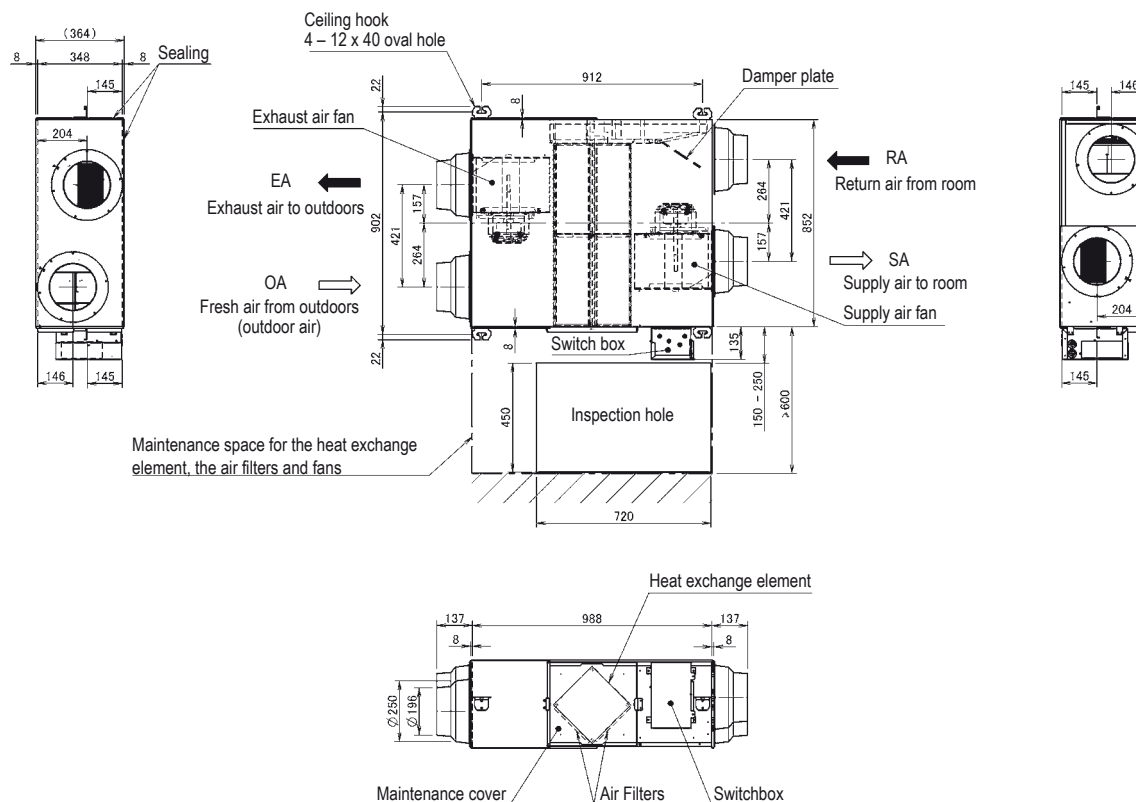 Ceiling hook
4 – 12 x 40 oval hole
(364)
8
348
8
Sealing
145
204
146
145
22
912
8
Damper plate
Exhaust air fan
EA
Exhaust air to outdoors
RA
Return air from room
902
421
157
264
264
157
421
852
OA
Fresh air from outdoors
(outdoor air)
SA
Supply air to room
Supply air fan
22
8
Switch box
135
450
Inspection hole
150 - 250
≥600
Maintenance space for the heat exchange
element, the air filters and fans
720
145
146
204
145
Heat exchange element
137
988
137
8
8
Ø250
Ø196
Maintenance cover
Air Filters
Switchbox